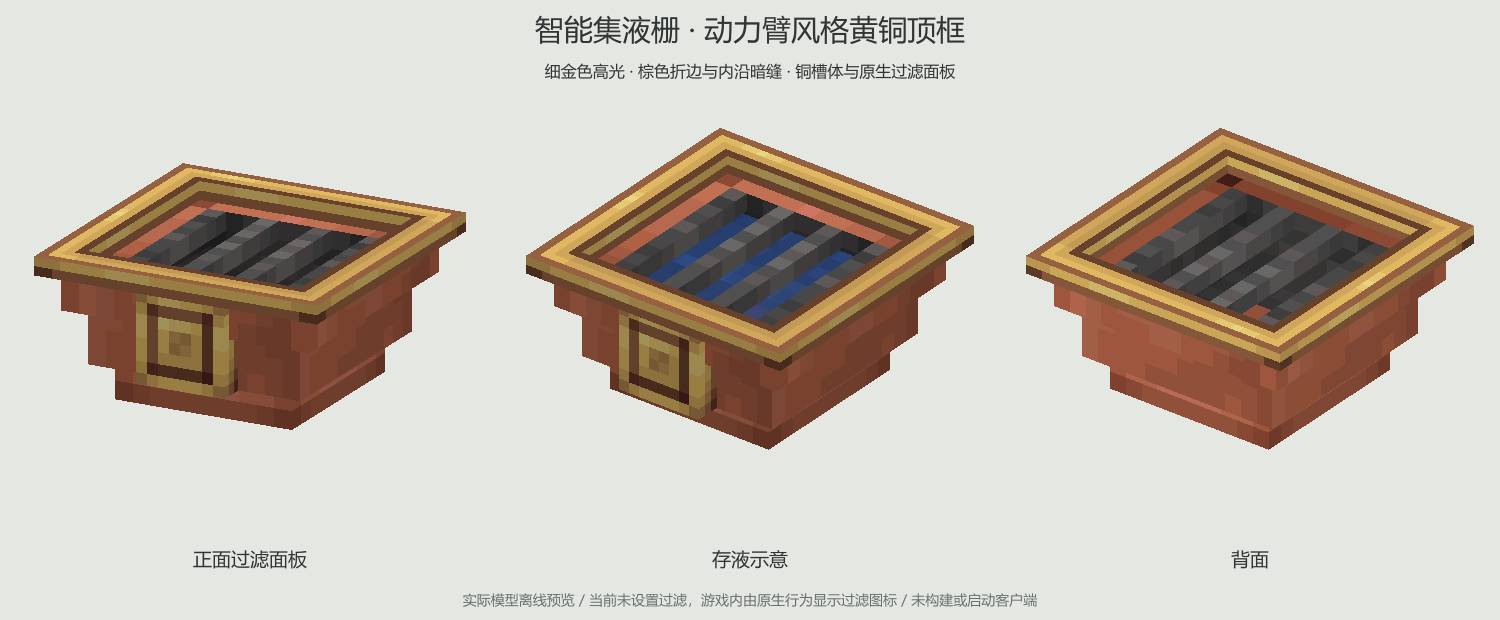 智能集液栅 · 动力臂风格黄铜顶框
细金色高光 · 棕色折边与内沿暗缝 · 铜槽体与原生过滤面板
正面过滤面板
存液示意
背面
实际模型离线预览 / 当前未设置过滤，游戏内由原生行为显示过滤图标 / 未构建或启动客户端